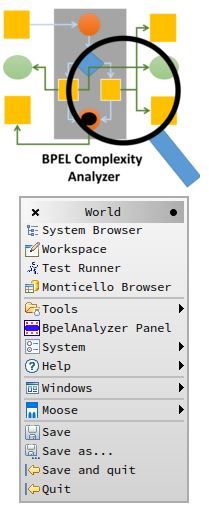 BPEL Complexity
Analyzer
World
System Browser
Workspace
Test Runner
Monticello Browser
Tools
BpelAnalyzer Panel
System
Help
Windows
Moose
Save
Save as...
Save and quit
Quit